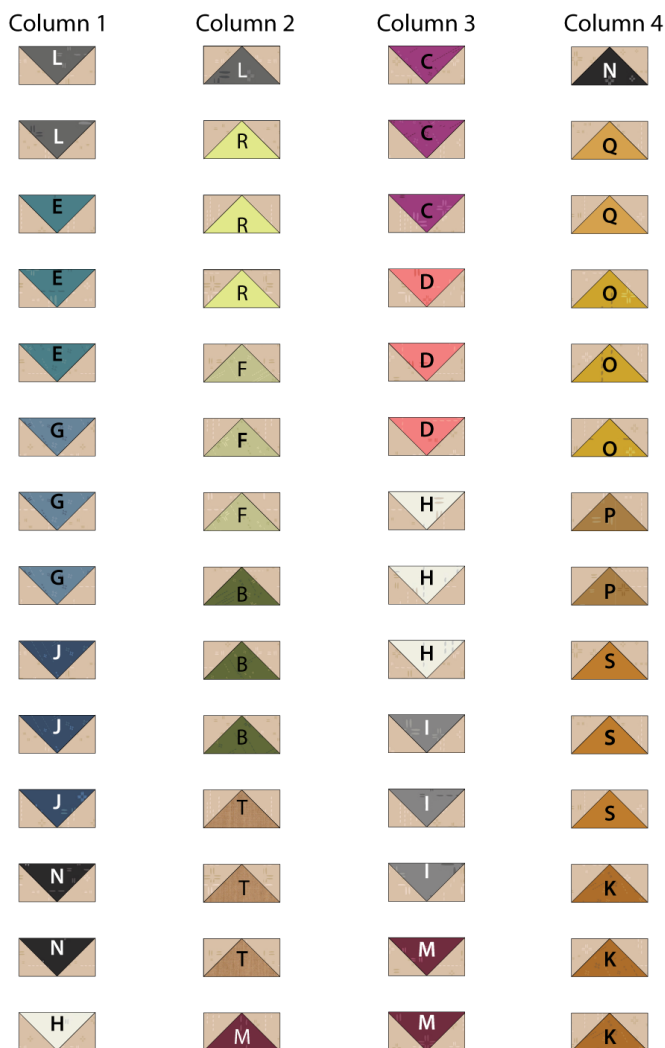 Column 1 Column 2 Column 3 Column 4
L L C N
L R C Q
E R C Q
E R D O
E F D O
G F D O
G F H P
G B H P
J B H S
J B I S
J T I S
N T I K
N T M K
H M M K